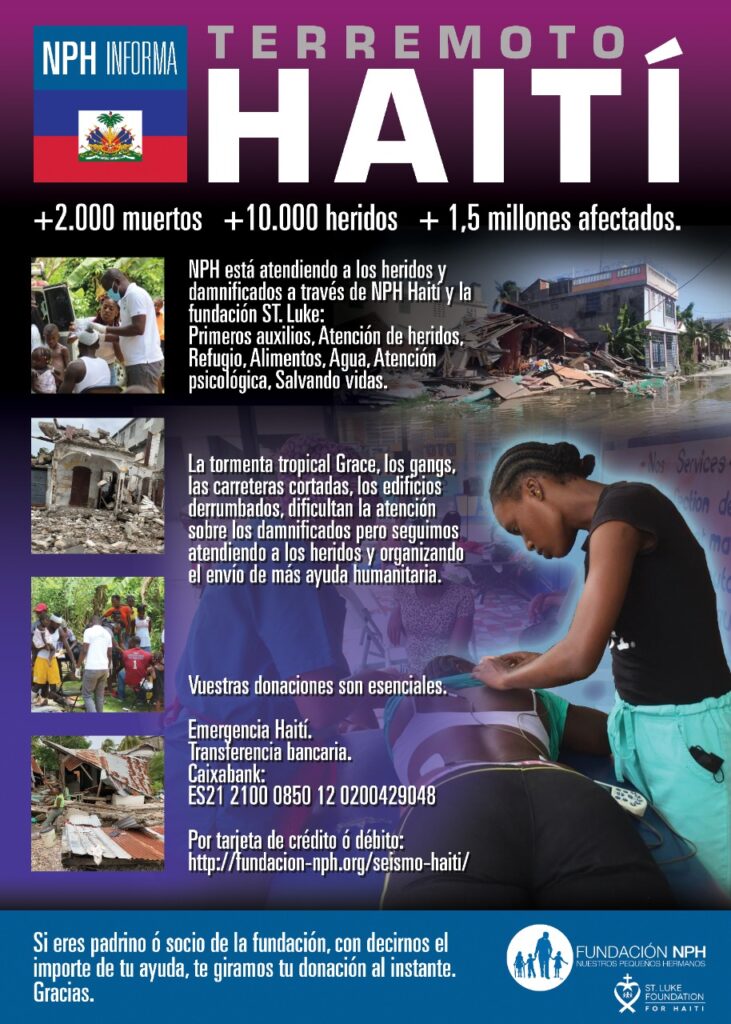 NPH INFORMA
TERREMOTO
HAITÍ
+2.000 muertos +10.000 heridos + 1,5 millones afectados.
NPH está atendiendo a los heridos y
damnificados a través de NPH Haití y la
fundación ST. Luke:
Primeros auxilios, Atención de heridos,
Refugio, Alimentos, Agua, Atención
psicológica, Salvando vidas.
La tormenta tropical Grace, los gangs,
las carreteras cortadas, los edificios
derrumbados, dificultan la atención
sobre los damnificados pero seguimos
atendiendo a los heridos y organizando
el envío de más ayuda humanitaria.
Nos Services
Vuestras donaciones son esenciales.
Emergencia Haití.
Transferencia bancaria.
Caixabank:
ES21 2100 0850 12 0200429048
Por tarjeta de crédito ó débito:
http://fundacion-nph.org/seismo-haiti/
Si eres padrino ó socio de la fundación, con decirnos el
importe de tu ayuda, te giramos tu donación al instante.
Gracias.
FUNDACIÓN NPH
NUESTROS PEQUEÑOS HERMANOS
ST. LUKE
FOUNDATION
FOR HAITI